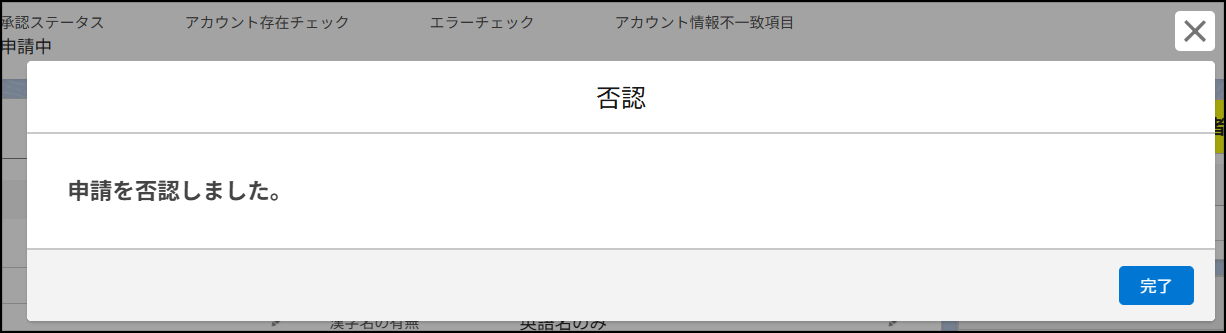 承認ステータス アカウント存在チェック エラーチェック アカウント情報不一致項目
申請中
否認
者
申請を否認しました。
完了
漢字名の有無 英語名のみ